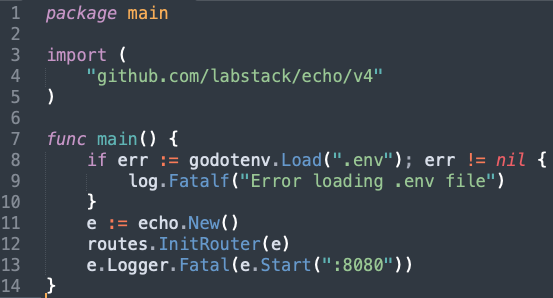 1 package main
2
3 import (
4     "github.com/labstack/echo/v4"
5 )
6
7 func main() {
8     if err := godotenv.Load(".env"); err != nil {
9         log.Fatalf("Error loading .env file")
10     }
11     e := echo.New()
12     routes.InitRouter(e)
13     e.Logger.Fatal(e.Start(":8080"))
14 }